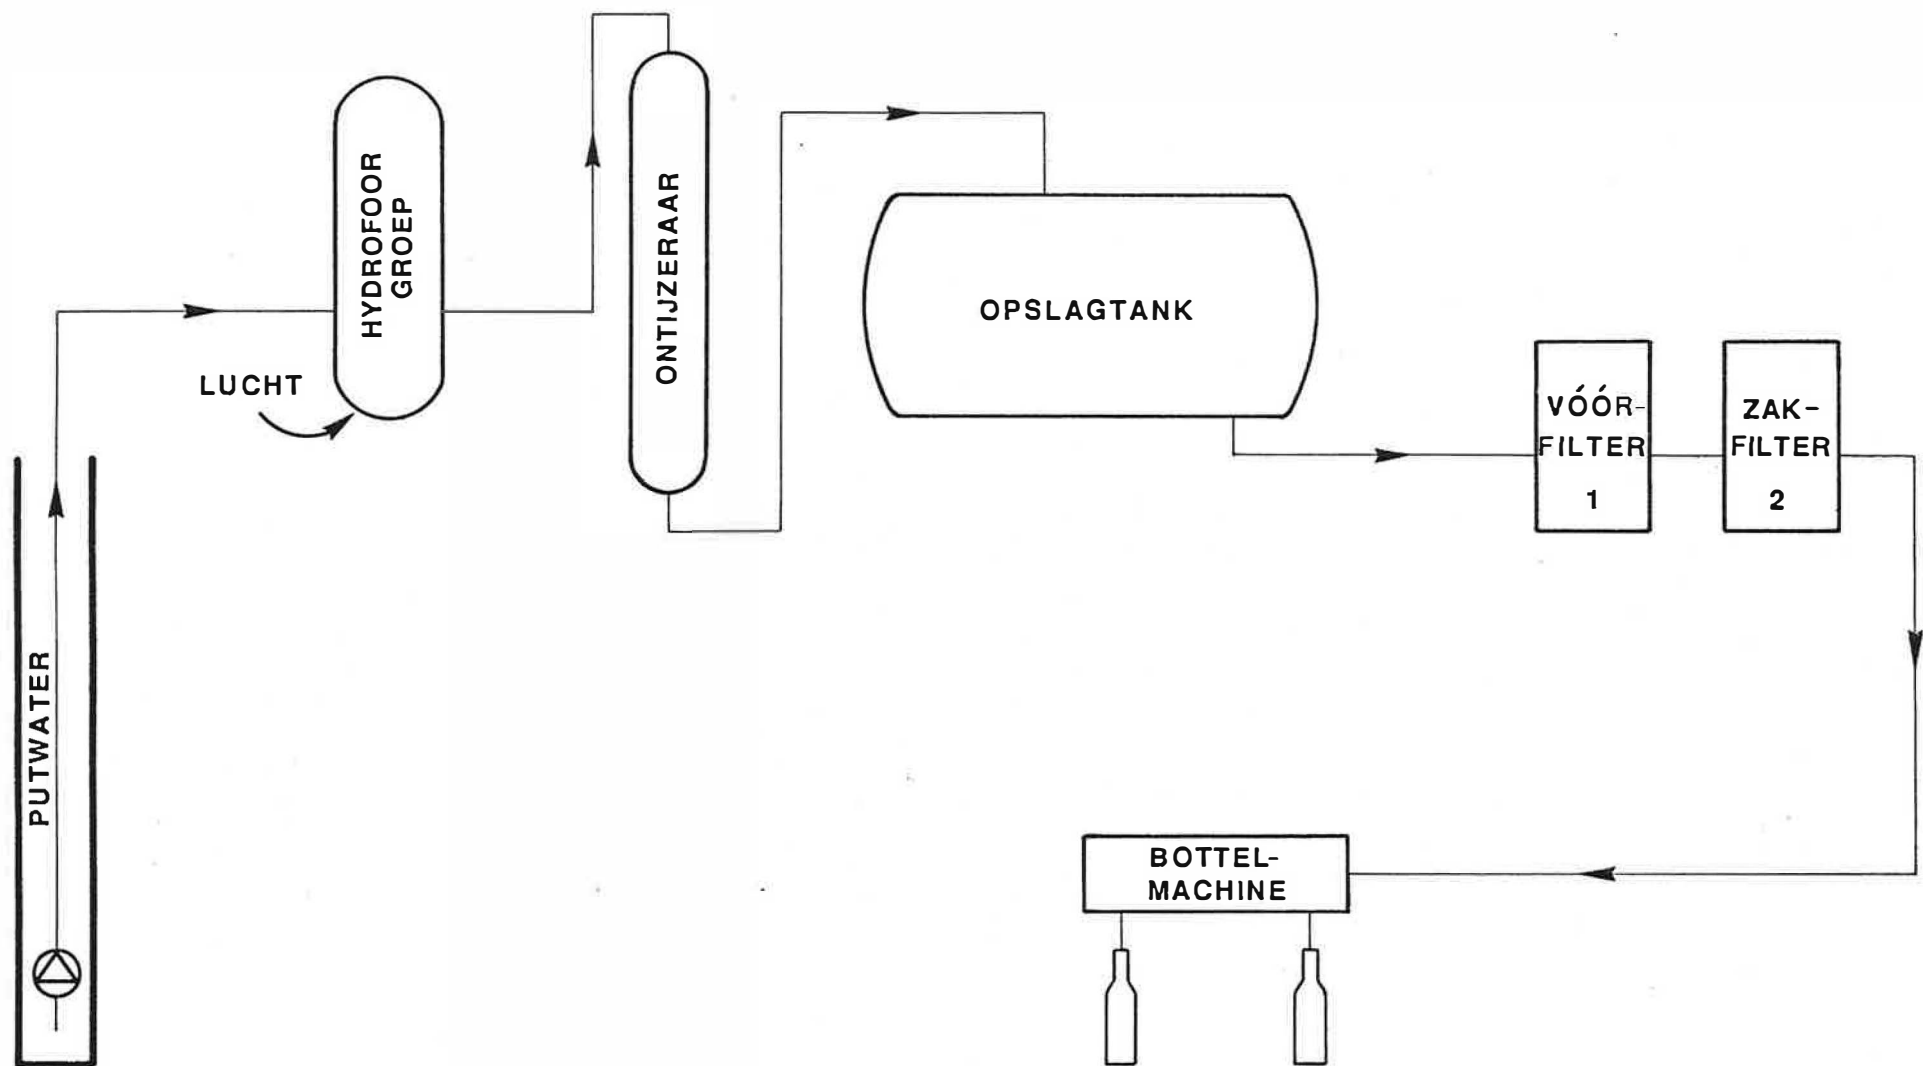 HYDROFOOR
GROEP
ONTIJZERAAR
OPSLAGTANK
LUCHT
VÓÓR-
FILTER
1
ZAK-
FILTER
2
PUTWATER
BOTTEL-
MACHINE